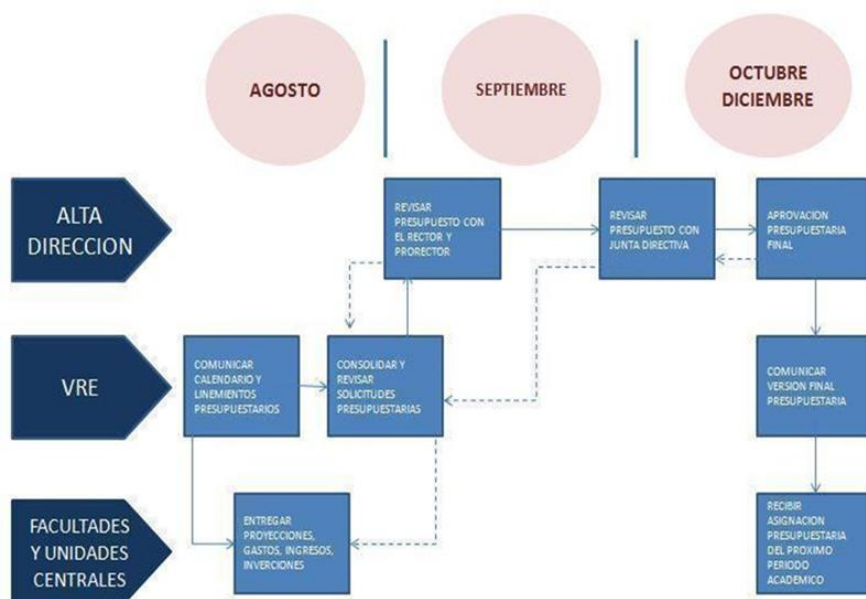 AGOSTO
SEPTIEMBRE
OCTUBRE
DICIEMBRE
ALTA
DIRECCION
REVISAR
PRESUPUESTO CON
EL RECTOR Y
PRORECTOR
REVISAR
PRESUPUESTO CON
JUNTA DIRECTIVA
APROVACION
PRESUPUESTARIA
FINAL
VRE
COMUNICAR
CALENDARIO Y
LINEMIENTOS
PRESUPUESTARIOS
CONSOLIDAR Y
REVISAR
SOLICITUDES
PRESUPUESTARIAS
COMUNICAR
VERSION FINAL
PRESUPUESTARIA
FACULTADES
Y UNIDADES
CENTRALES
ENTREGAR
PROYECCIONES,
GASTOS, INGRESOS,
INVERCIONES
RECIBIR
ASIGNACION
PRESUPUESTARIA
DEL PROXIMO
PERIODO
ACADEMICO